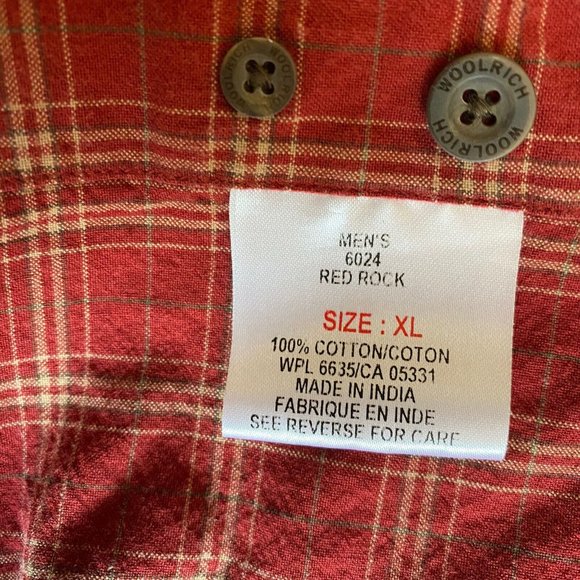 WOOLRICH WOOLRICH
WOOLRICH WOOLRICH
MEN'S
6024
RED ROCK
SIZE : XL
100% COTTON/COTON
WPL 6635/CA 05331
MADE IN INDIA
FABRIQUE EN INDE
SEE REVERSE FOR CARE